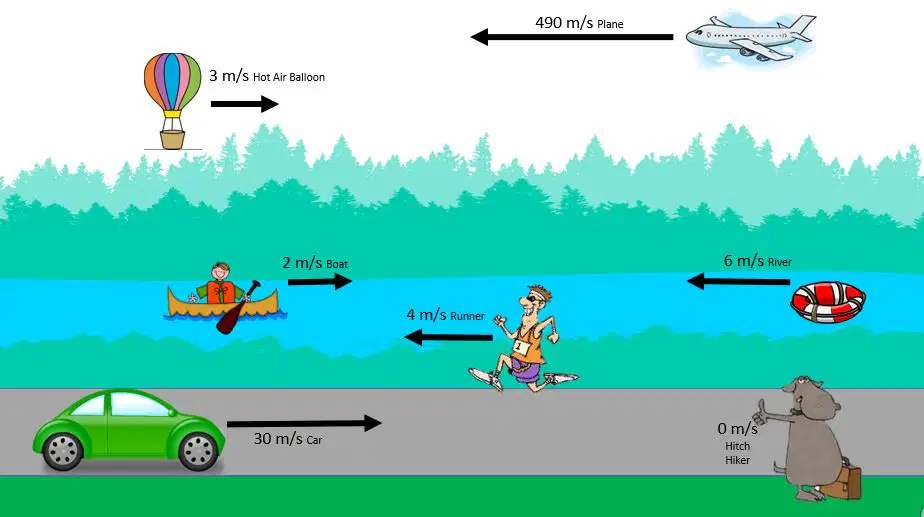 490 m/s Plane
3 m/s Hot Air Balloon
2 m/s Boat
6 m/s River
4 m/s Runner
1
30 m/s Car
0 m/s
Hitch
Hiker